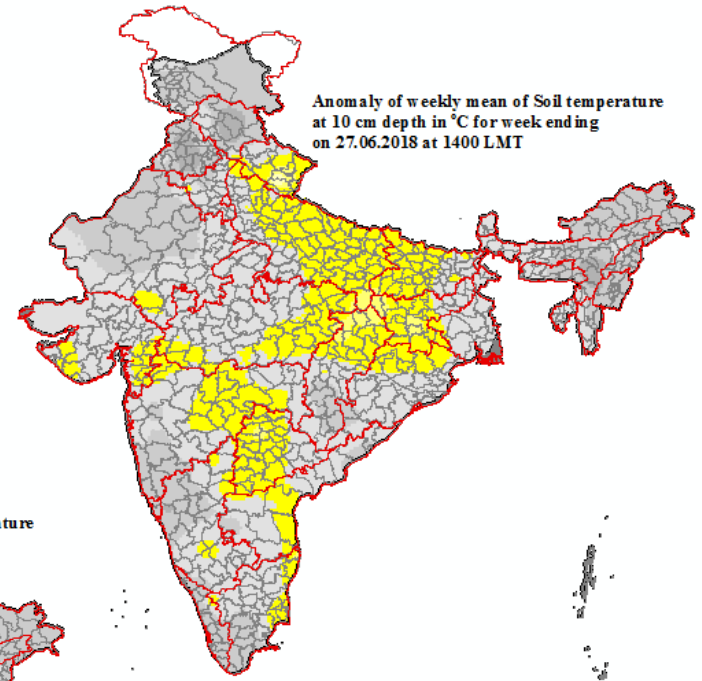 Anomaly of weekly mean of Soil temperature
at 10 cm depth in °C for week ending
on 27.06.2018 at 1400 LMT